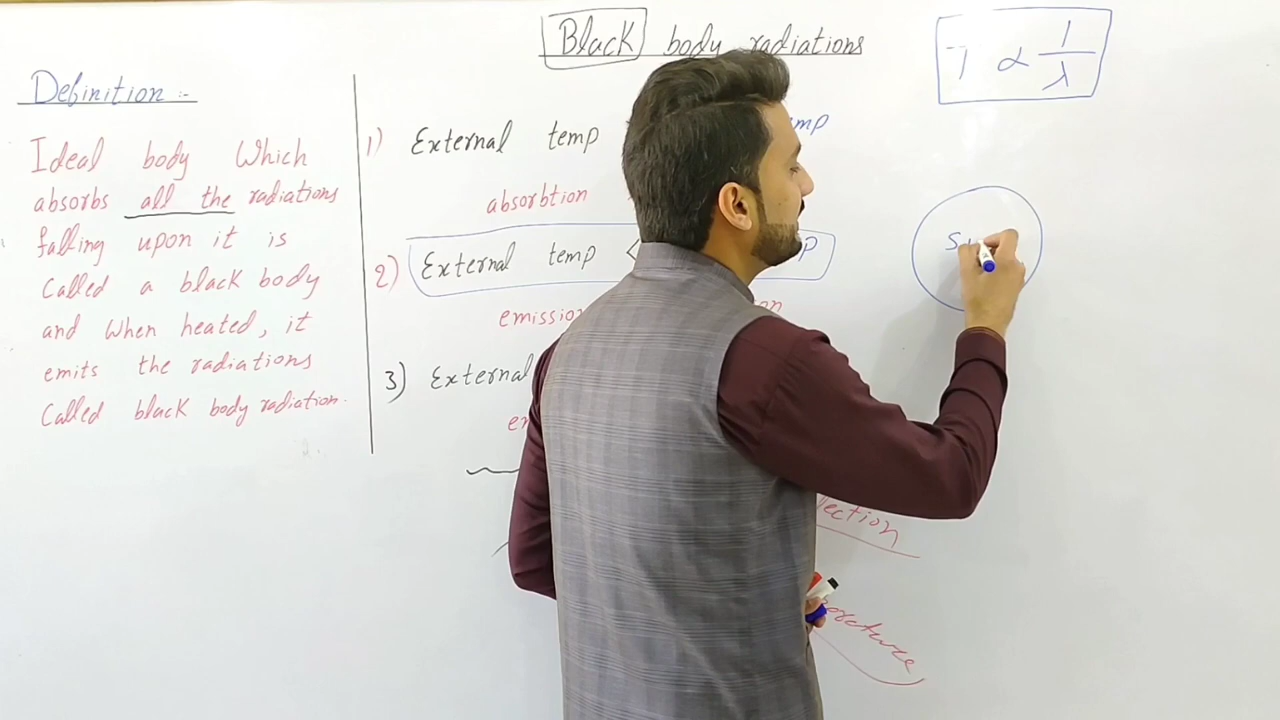 Black body radiations
T ∝ 1/λ
Definition :-
Ideal body Which
absorbs all the radiations
falling upon it is
Called a black body
and when heated, it
emits the radiations
Called black body radiation.
1) External temp
absorbtion
2) External temp <
emission
3) External